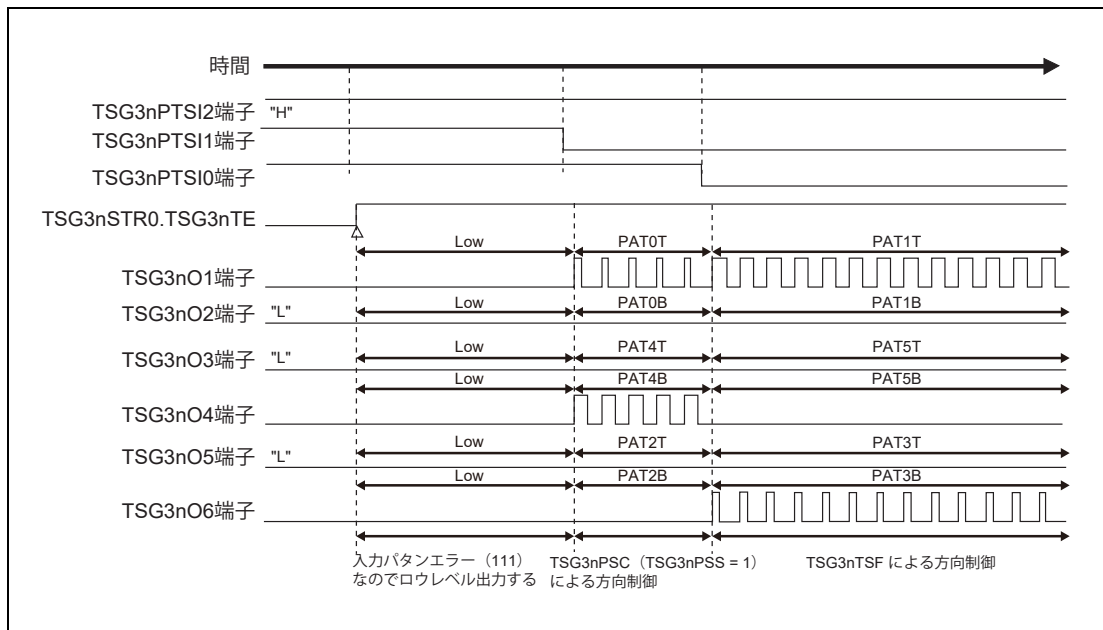 時間
TSG3nPTSI2端子 "H"
TSG3nPTSI1端子
TSG3nPTSI0端子
TSG3nSTR0.TSG3nTE
Low PAT0T PAT1T
TSG3nO1端子
Low PAT0B PAT1B
TSG3nO2端子 "L"
Low PAT4T PAT5T
TSG3nO3端子 "L"
Low PAT4B PAT5B
TSG3nO4端子
Low PAT2T PAT3T
TSG3nO5端子 "L"
Low PAT2B PAT3B
TSG3nO6端子
入力パタンエラー（111）
なのでロウレベル出力する
TSG3nPSC（TSG3nPSS = 1）
による方向制御
TSG3nTSF による方向制御